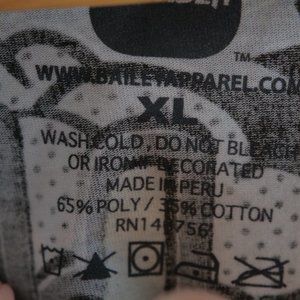 ™
WWW.BAILEYAPPAREL.COM
XL
WASH COLD, DO NOT BLEACH
OR IRON IF DECORATED
MADE IN PERU
65% POLY / 35% COTTON